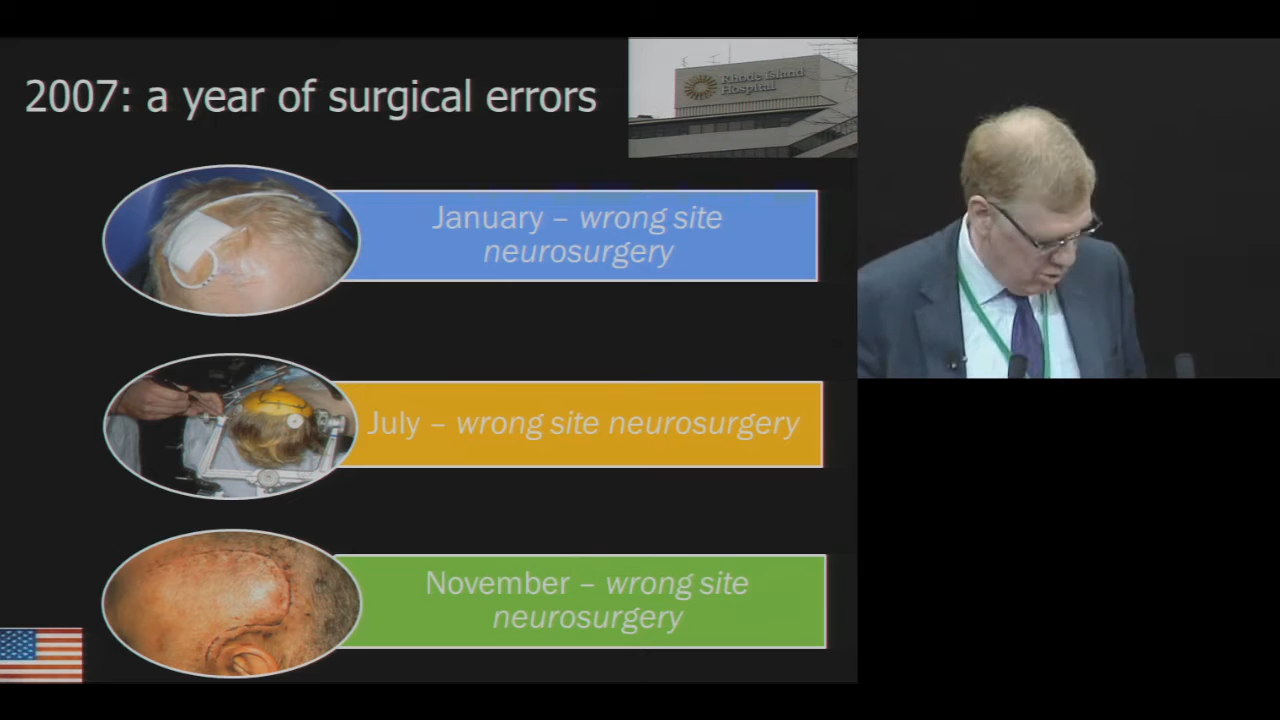 2007: a year of surgical errors
Rhode Island
Hospital
January – wrong site
neurosurgery
July – wrong site neurosurgery
November – wrong site
neurosurgery